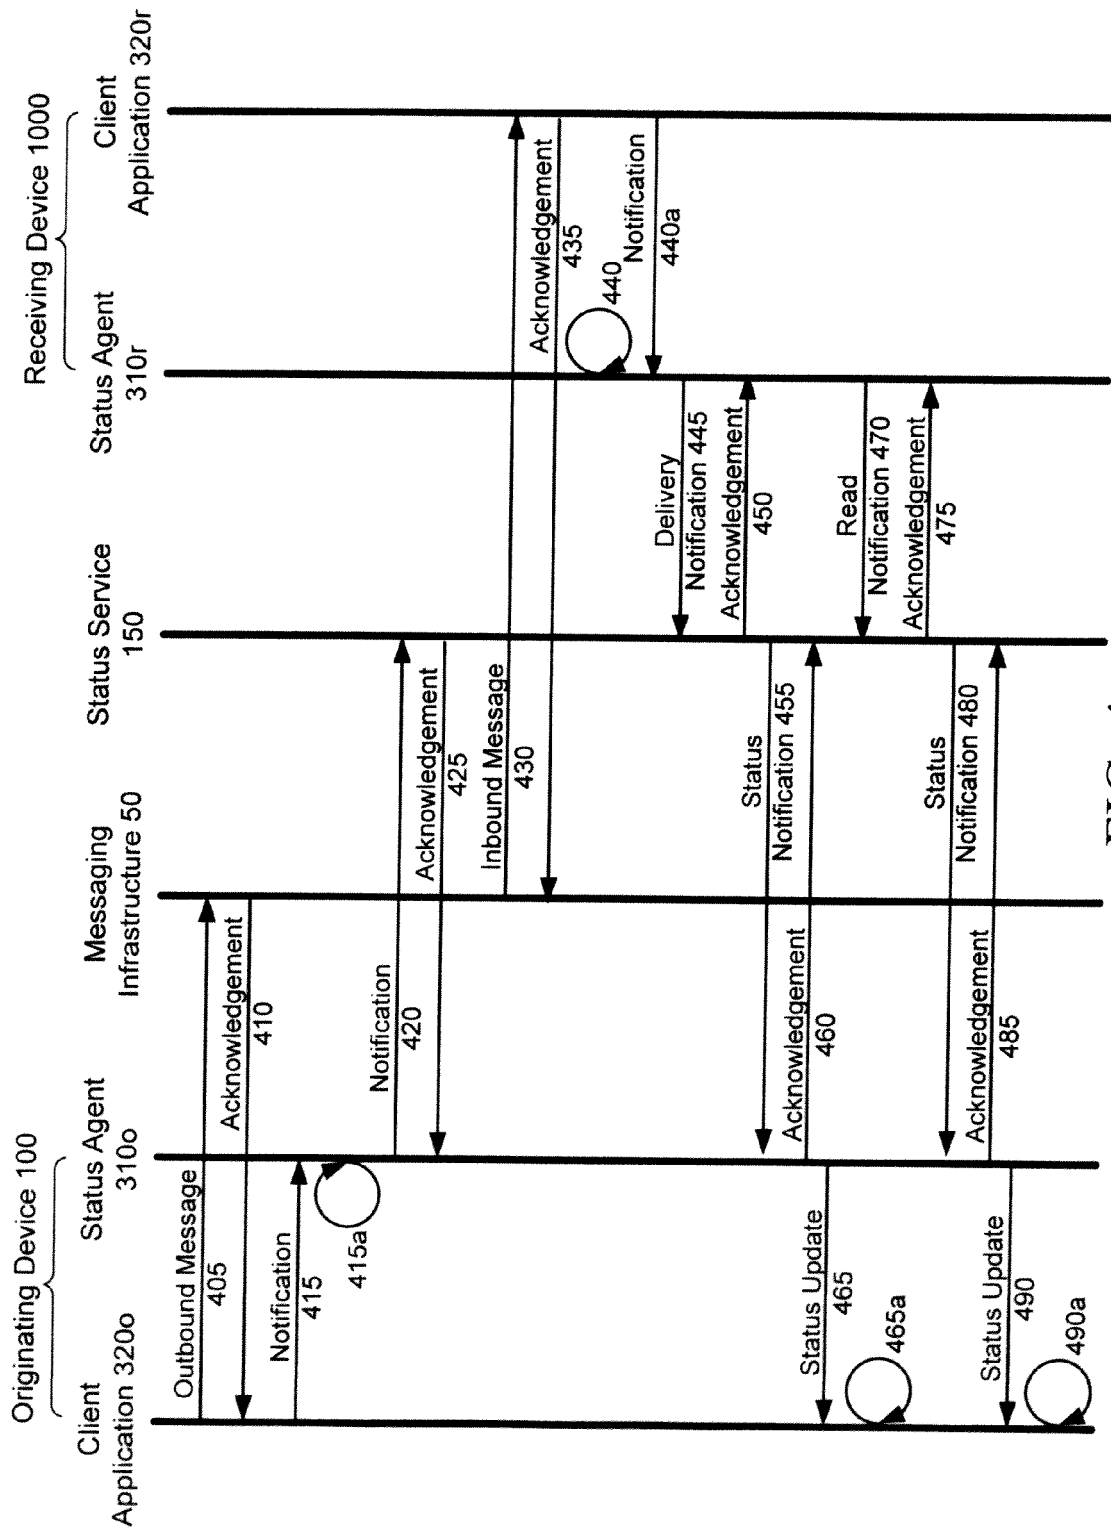 Originating Device 100
Receiving Device 1000
Client
Application 320o
Status Agent
310o
Messaging
Infrastructure 50
Status Service
150
Status Agent
310r
Client
Application 320r
Outbound Message
405
Acknowledgement
410
Notification
415
415a
Notification
420
Acknowledgement
425
Inbound Message
430
Acknowledgement
435
440
Notification
440a
Delivery
Notification 445
Acknowledgement
450
Status
Notification 455
Acknowledgement
460
Status Update
465
465a
Read
Notification 470
Acknowledgement
475
Status
Notification 480
Acknowledgement
485
Status Update
490
490a